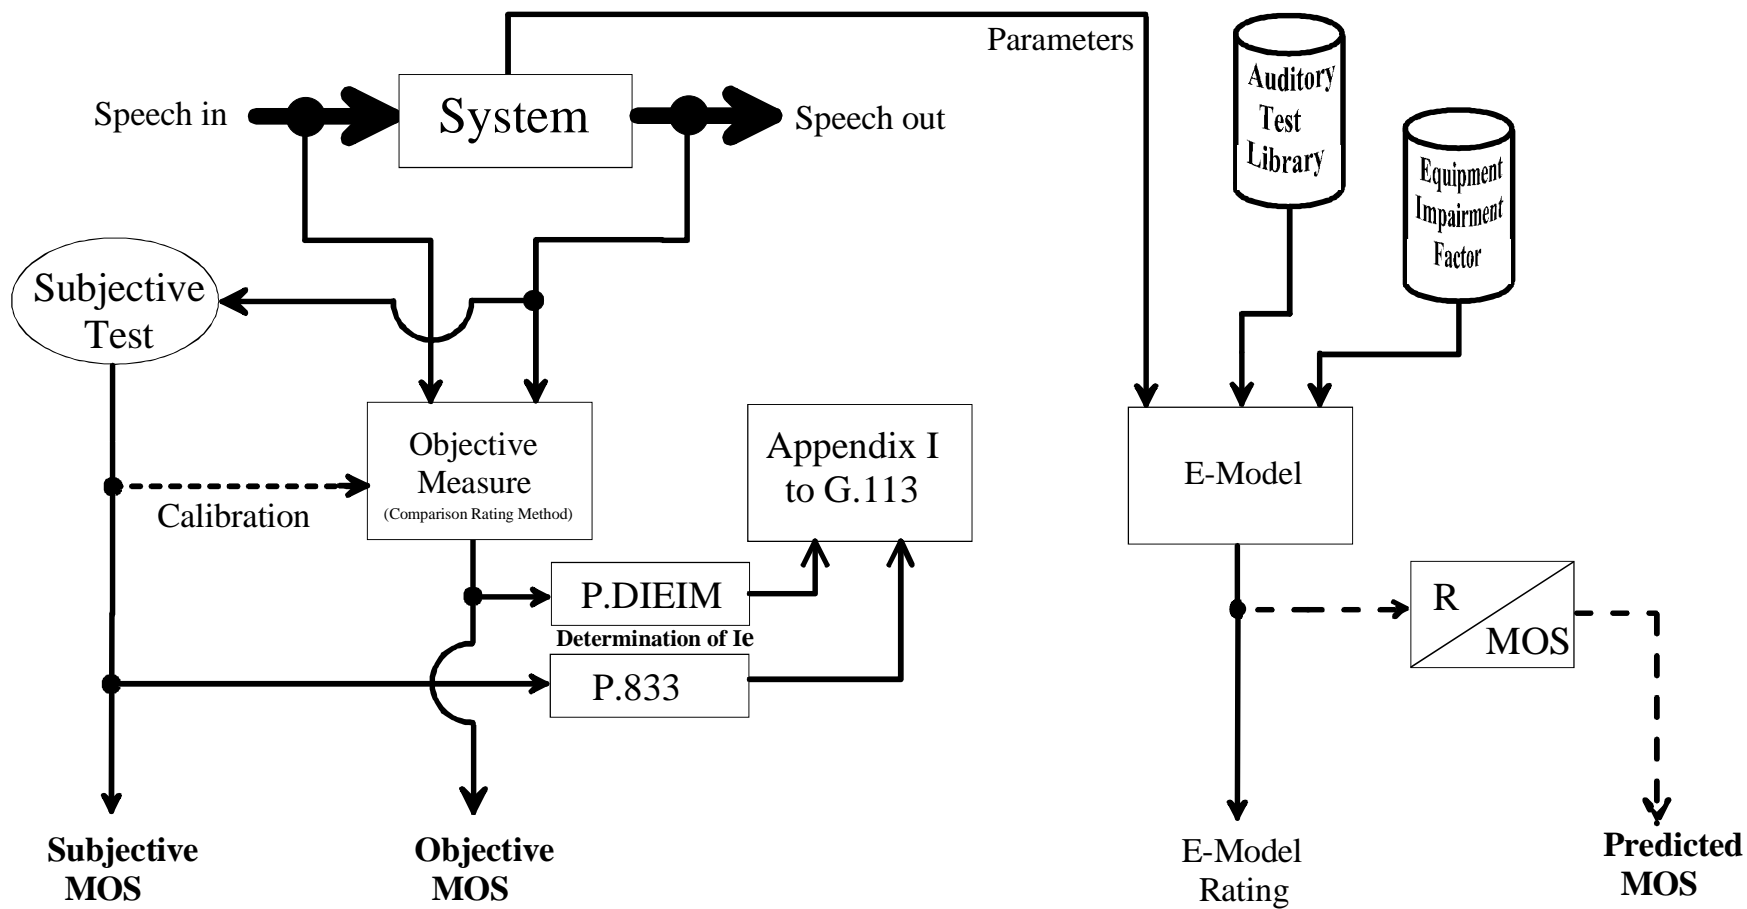 Parameters
Speech in
System
Speech out
Auditory
Test
Library
Equipment
Impairment
Factor
Subjective
Test
Objective
Measure
(Comparison Rating Method)
Calibration
Appendix I
to G.113
E-Model
P.DIEIM
Determination of Ie
P.833
R
MOS
Subjective
MOS
Objective
MOS
E-Model
Rating
Predicted
MOS